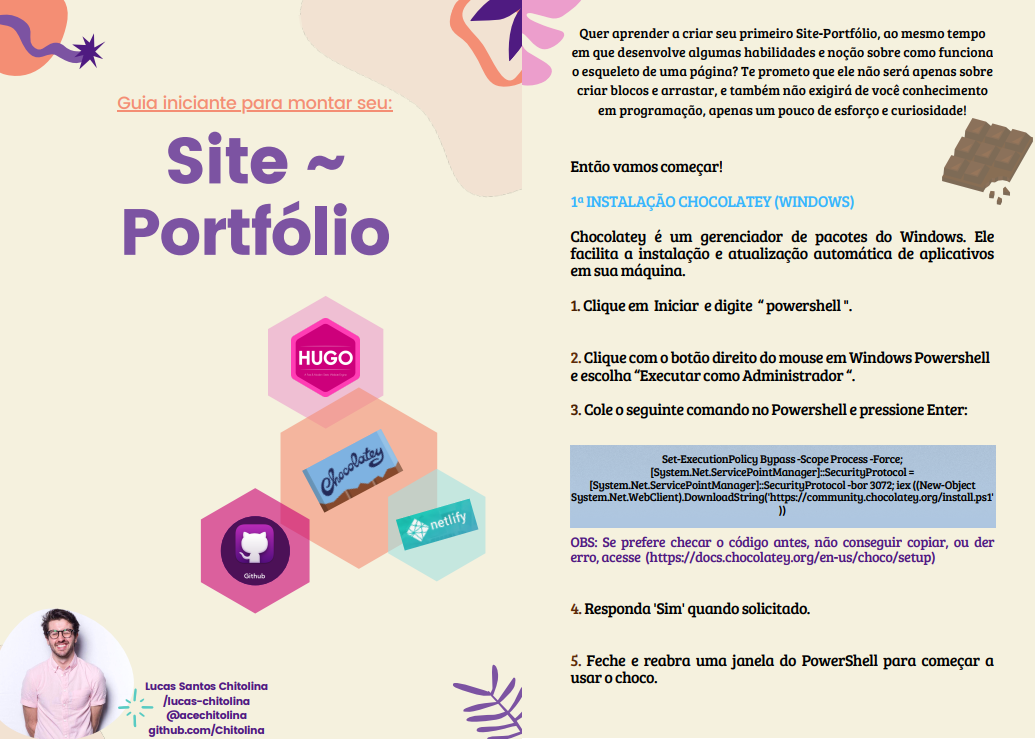 Guia iniciante para montar seu:
Site ~
Portfólio
HUGO
Chocolatey
netlify
Github
Lucas Santos Chitolina
/lucas-chitolina
@acechitolina
github.com/Chitolina
Quer aprender a criar seu primeiro Site-Portfólio, ao mesmo tempo
em que desenvolve algumas habilidades e noção sobre como funciona
o esqueleto de uma página? Te prometo que ele não será apenas sobre
criar blocos e arrastar, e também não exigirá de você conhecimento
em programação, apenas um pouco de esforço e curiosidade!
Então vamos começar!
1ª INSTALAÇÃO CHOCOLATEY (WINDOWS)
Chocolatey é um gerenciador de pacotes do Windows. Ele
facilita a instalação e atualização automática de aplicativos
em sua máquina.
1. Clique em Iniciar e digite “ powershell ".
2. Clique com o botão direito do mouse em Windows Powershell
e escolha “Executar como Administrador “.
3. Cole o seguinte comando no Powershell e pressione Enter:
Set-ExecutionPolicy Bypass -Scope Process -Force;
[System.Net.ServicePointManager]::SecurityProtocol =
[System.Net.ServicePointManager]::SecurityProtocol -bor 3072; iex ((New-Object
System.Net.WebClient).DownloadString('https://community.chocolatey.org/install.ps1'
))
OBS: Se prefere checar o código antes, não conseguir copiar, ou der
erro, acesse (https://docs.chocolatey.org/en-us/choco/setup)
4. Responda 'Sim' quando solicitado.
5. Feche e reabra uma janela do PowerShell para começar a
usar o choco.